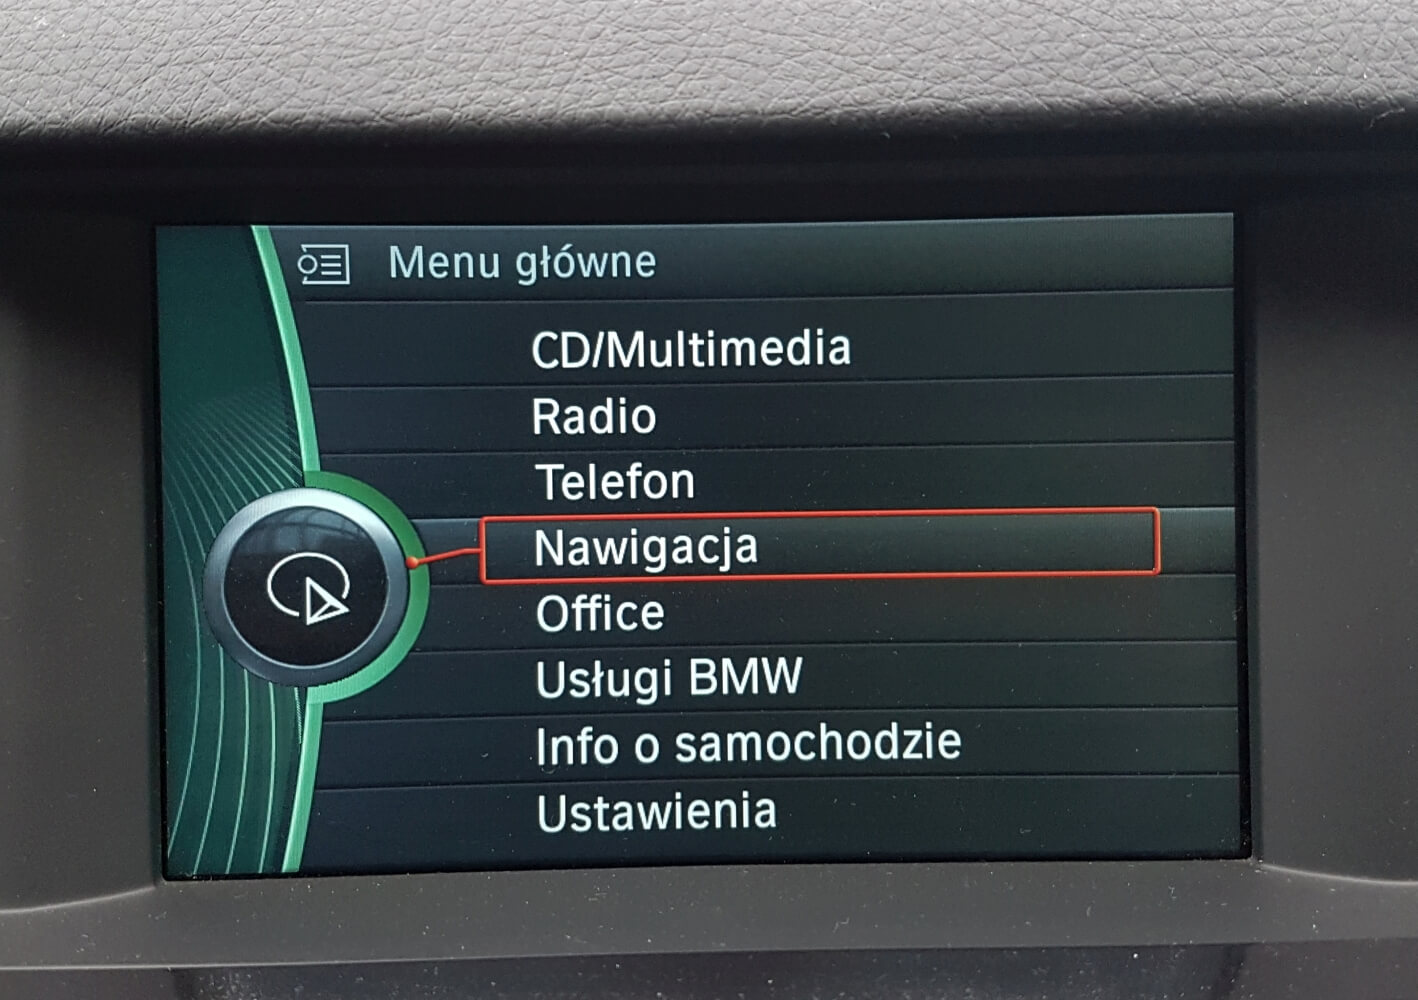 Menu główne
CD/Multimedia
Radio
Telefon
Nawigacja
Office
Usługi BMW
Info o samochodzie
Ustawienia